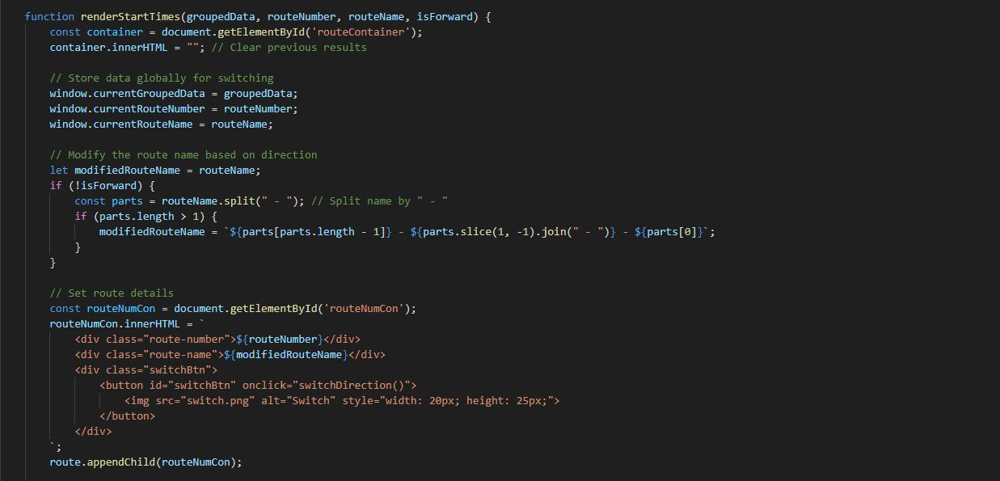 function renderStartTimes(groupedData, routeNumber, routeName, isForward) {
    const container = document.getElementById('routeContainer');
    container.innerHTML = ""; // Clear previous results

    // Store data globally for switching
    window.currentGroupedData = groupedData;
    window.currentRouteNumber = routeNumber;
    window.currentRouteName = routeName;

    // Modify the route name based on direction
    let modifiedRouteName = routeName;
    if (!isForward) {
        const parts = routeName.split(" - "); // Split name by " - "
        if (parts.length > 1) {
            modifiedRouteName = `${parts[parts.length - 1]} - ${parts.slice(1, -1).join(" - ")} - ${parts[0]}`;
        }
    }

    // Set route details
    const routeNumCon = document.getElementById('routeNumCon');
    routeNumCon.innerHTML = `
        <div class="route-number">${routeNumber}</div>
        <div class="route-name">${modifiedRouteName}</div>
        <div class="switchBtn">
            <button id="switchBtn" onclick="switchDirection()">
                <img src="switch.png" alt="Switch" style="width: 20px; height: 25px;">
            </button>
        </div>
    `;
    route.appendChild(routeNumCon);